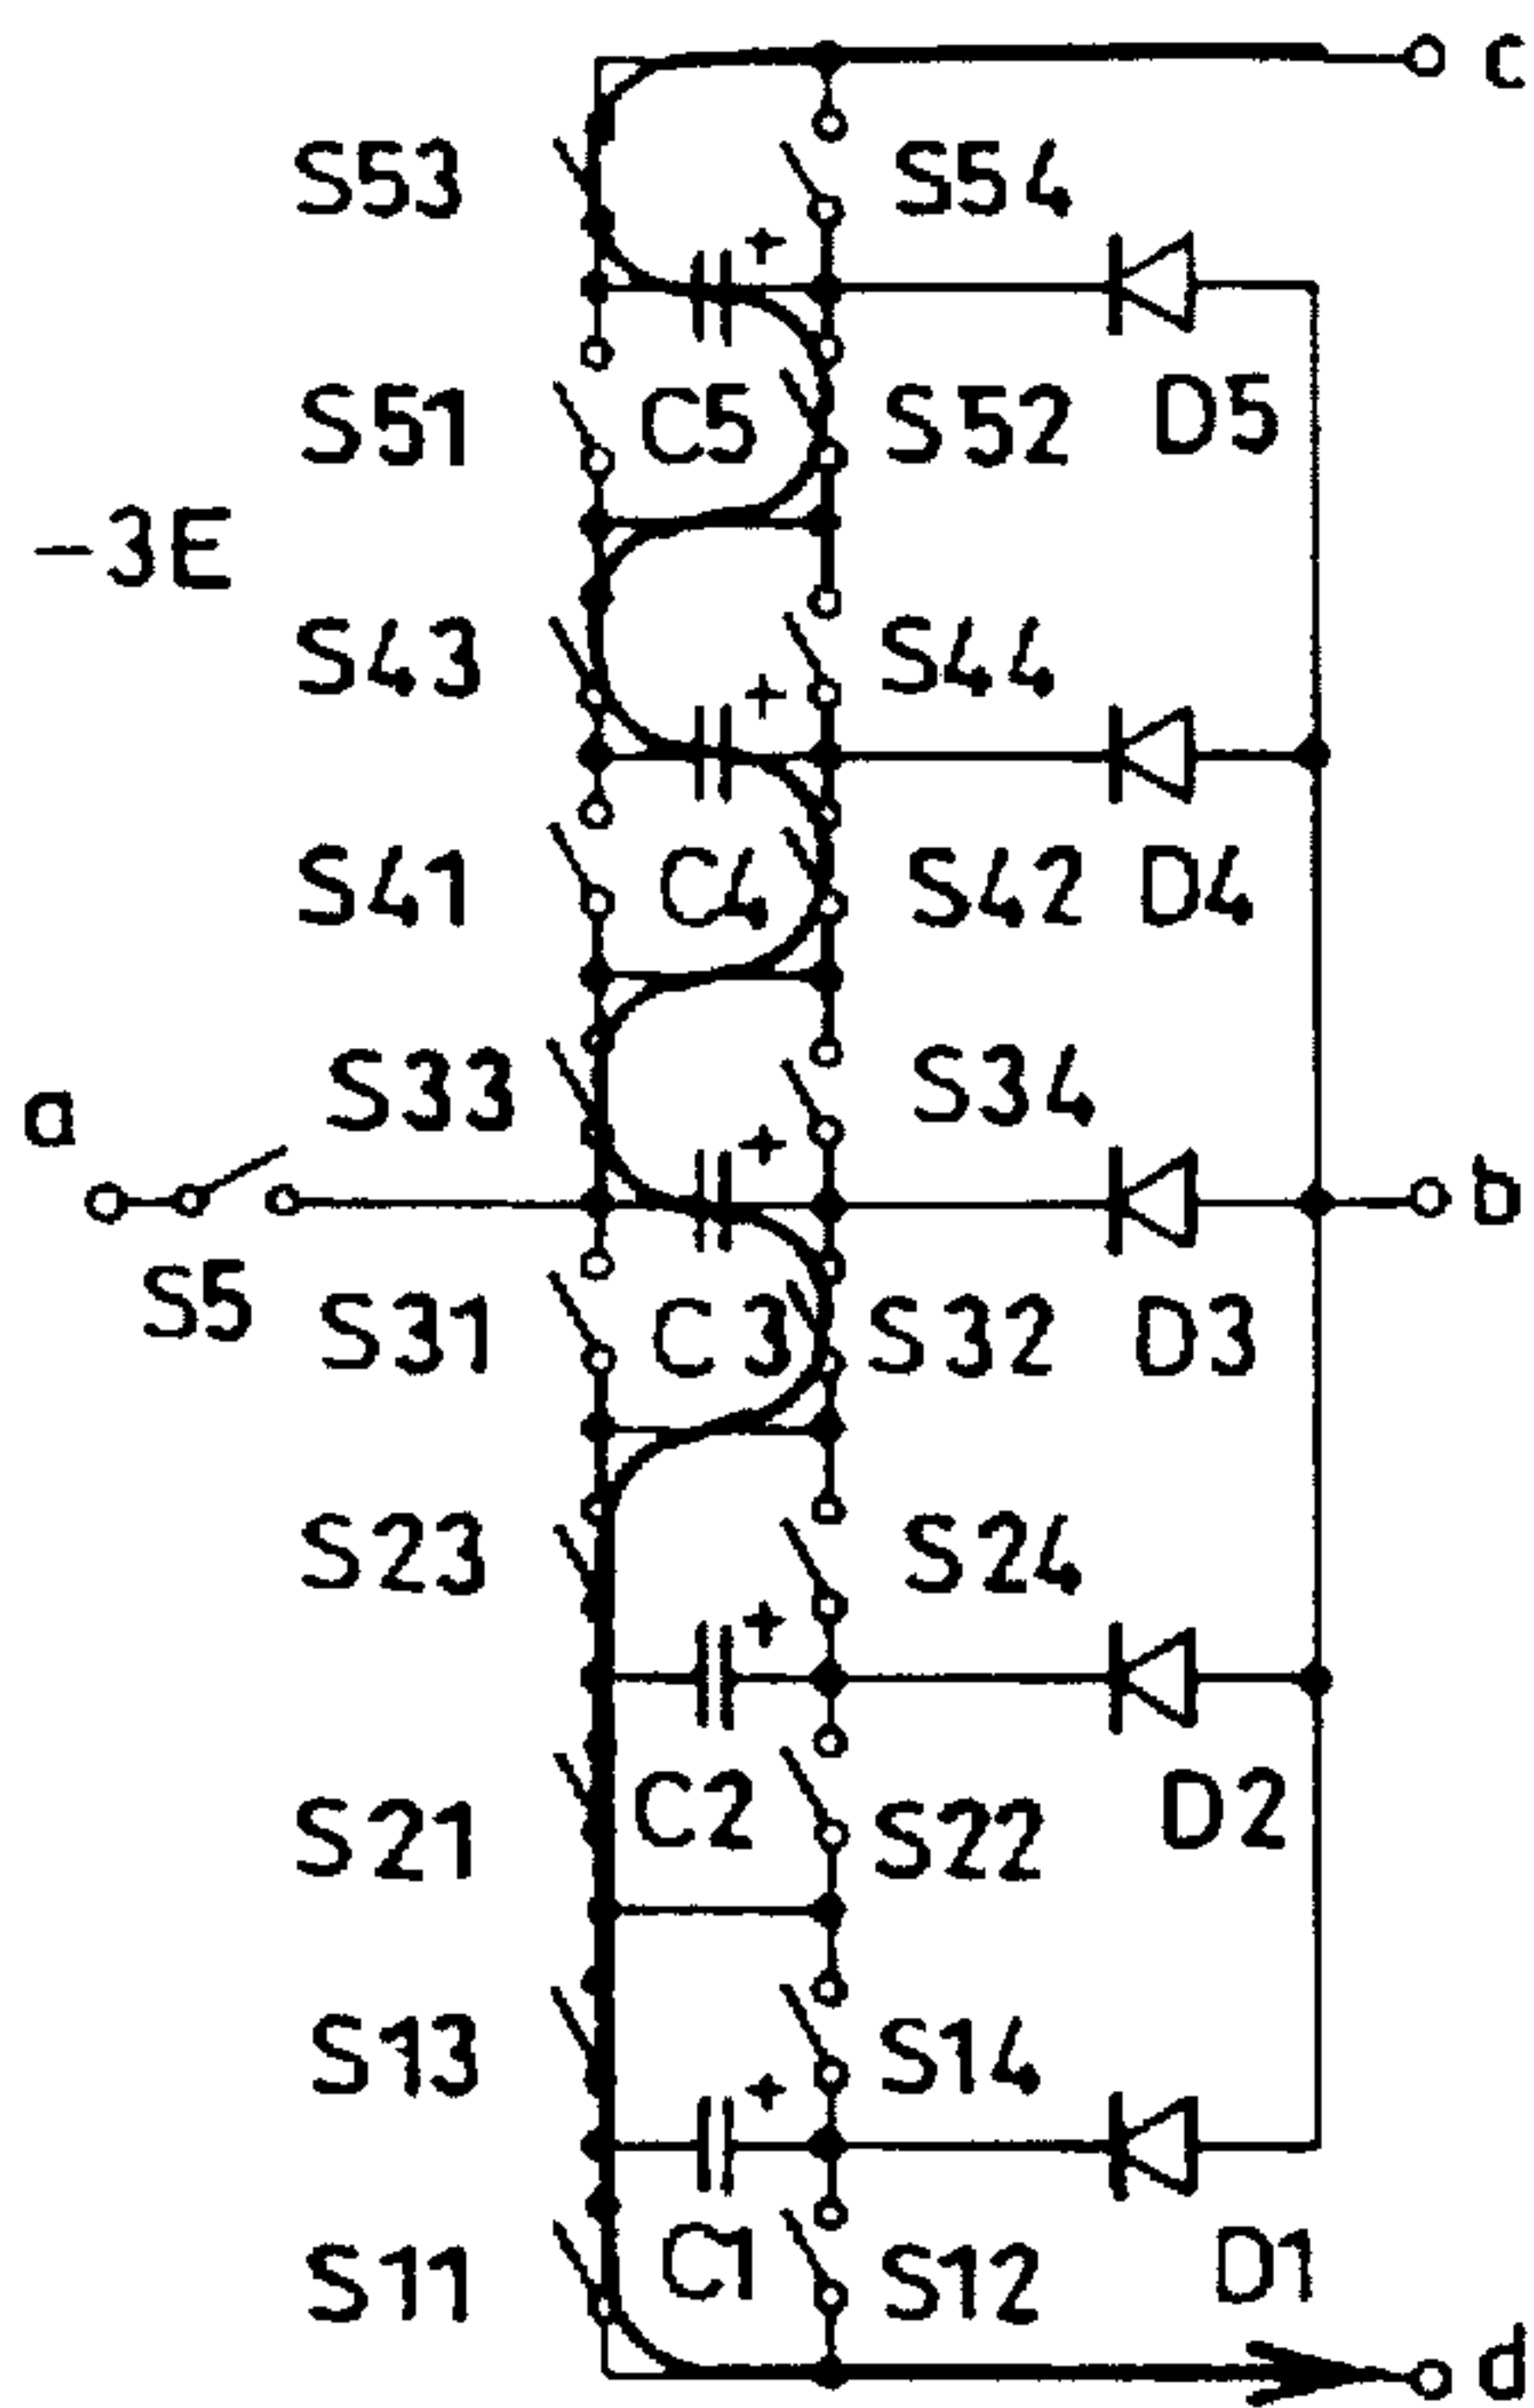 c
S53 S54
+
S51 C5 S52 D5
-3E
S43 S44
+
S41 C4 S42 D4
S33 S34
a
+
b
S5 S31 C3 S32 D3
S23 S24
+
S21 C2 S22 D2
S13 S14
+
S11 C1 S12 D1
d